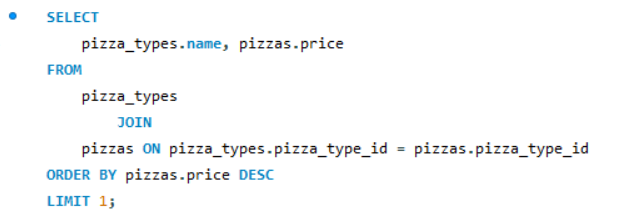 SELECT
pizza_types.name, pizzas.price
FROM
pizza_types
JOIN
pizzas ON pizza_types.pizza_type_id = pizzas.pizza_type_id
ORDER BY pizzas.price DESC
LIMIT 1;